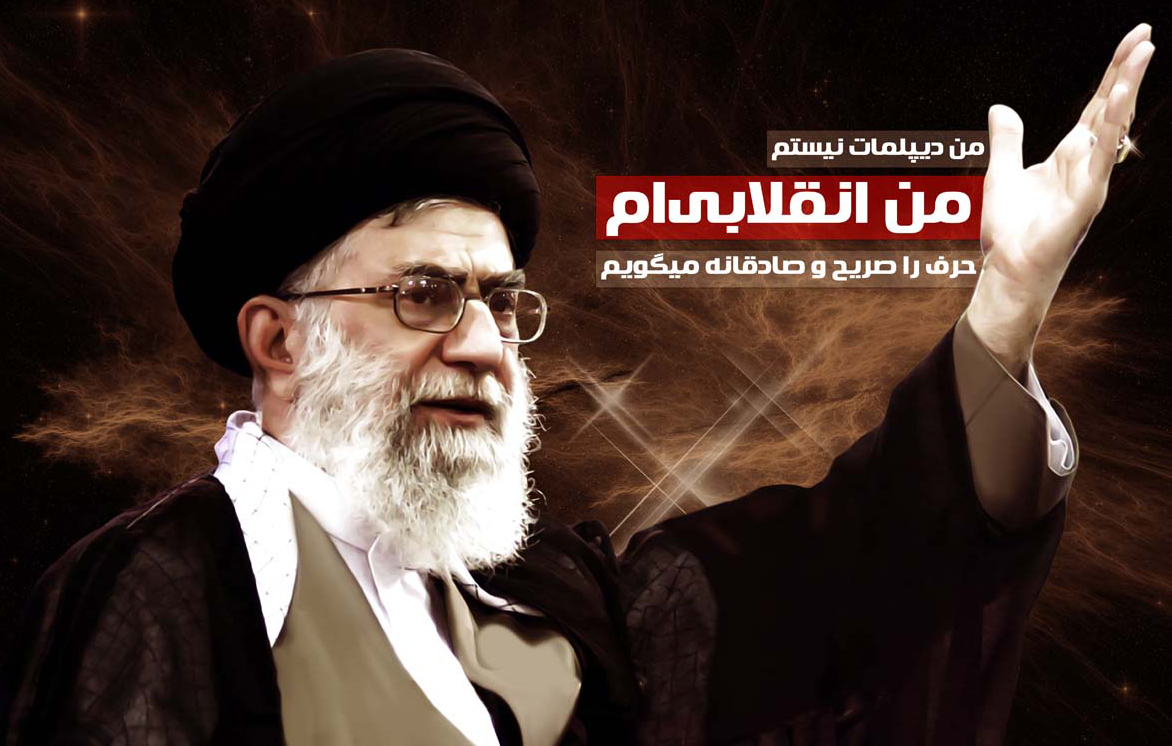 من دیپلمات نیستم
من انقلابی‌ام
حرف را صریح و صادقانه میگویم